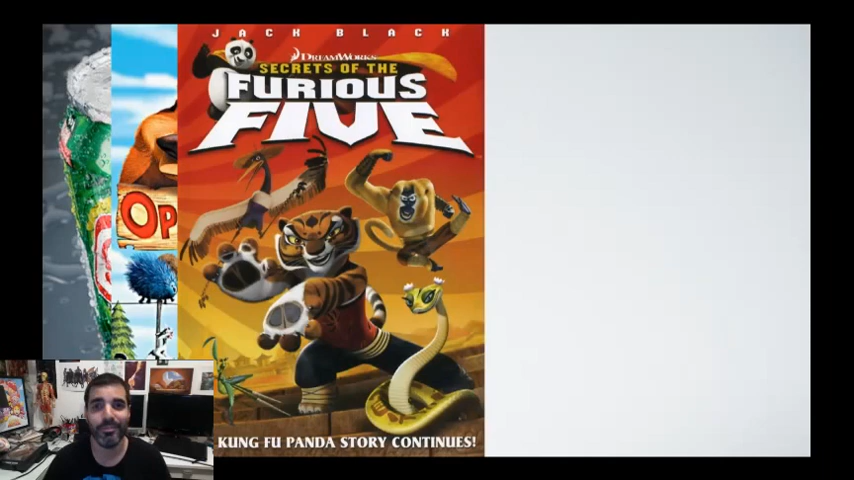 JACK BLACK
DREAMWORKS
SECRETS OF THE
FURIOUS
FIVE
OP
KUNG FU PANDA STORY CONTINUES!